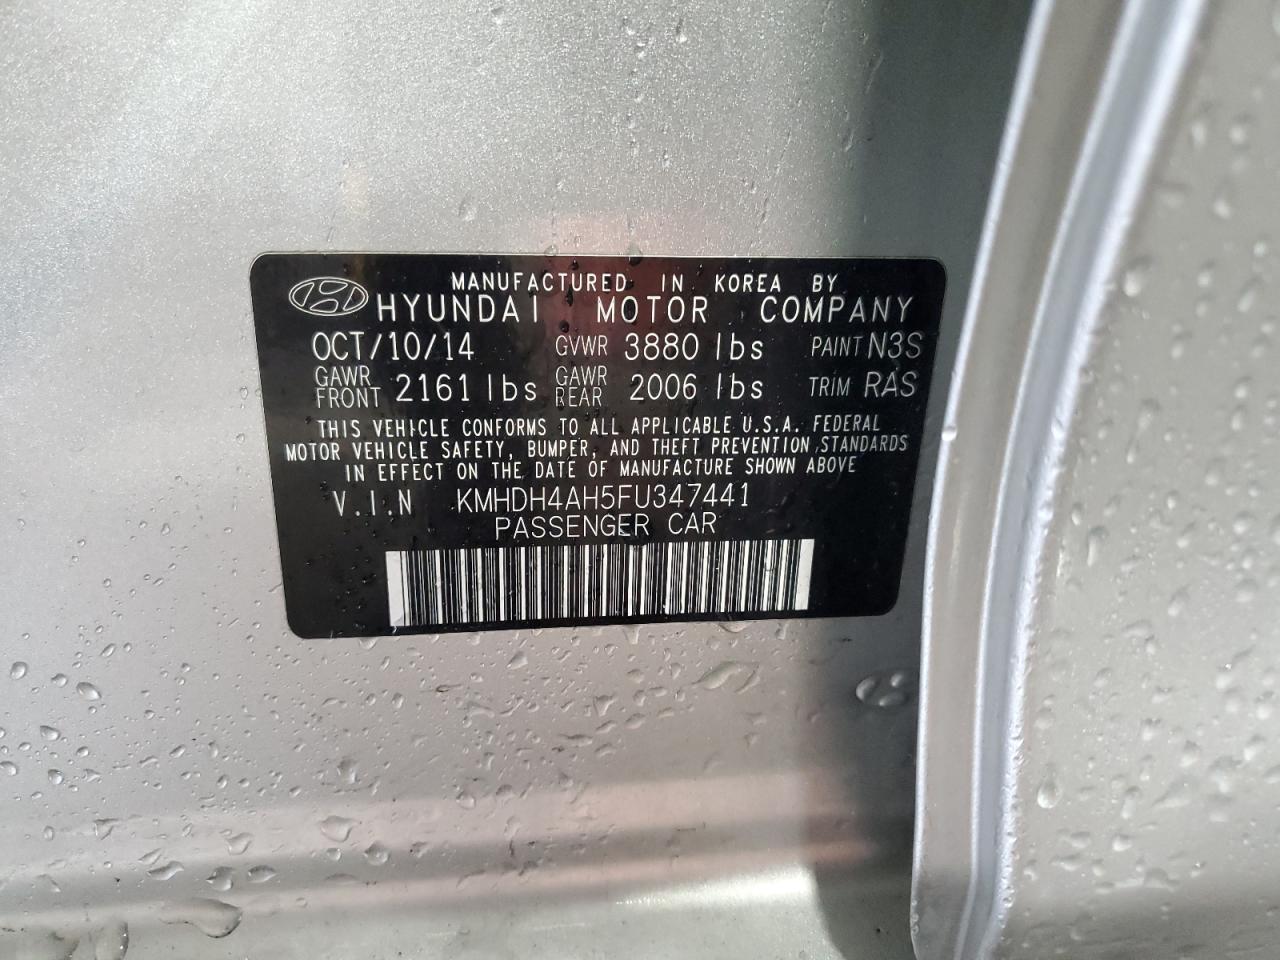 MANUFACTURED IN KOREA BY
HYUNDAI MOTOR COMPANY
OCT/10/14 GVWR 3880 lbs PAINT N3S
GAWR FRONT 2161 lbs GAWR REAR 2006 lbs TRIM RAS
THIS VEHICLE CONFORMS TO ALL APPLICABLE U.S.A. FEDERAL
MOTOR VEHICLE SAFETY, BUMPER, AND THEFT PREVENTION STANDARDS
IN EFFECT ON THE DATE OF MANUFACTURE SHOWN ABOVE
V.I.N KMHDH4AH5FU347441
PASSENGER CAR